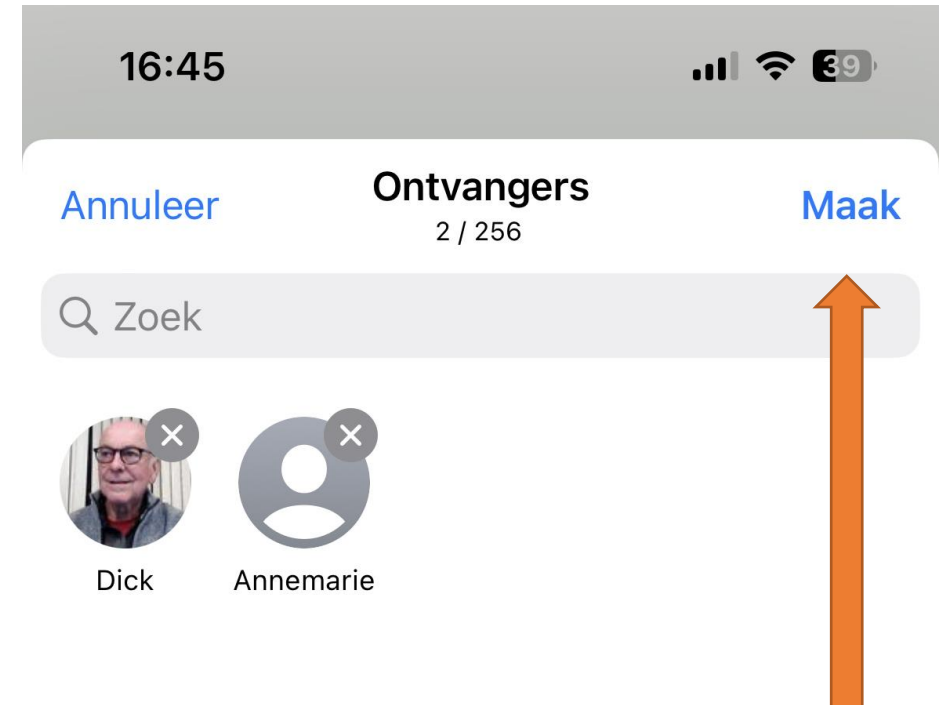 16:45
39
Annuleer
Ontvangers
Maak
2 / 256
Zoek
Dick
Annemarie